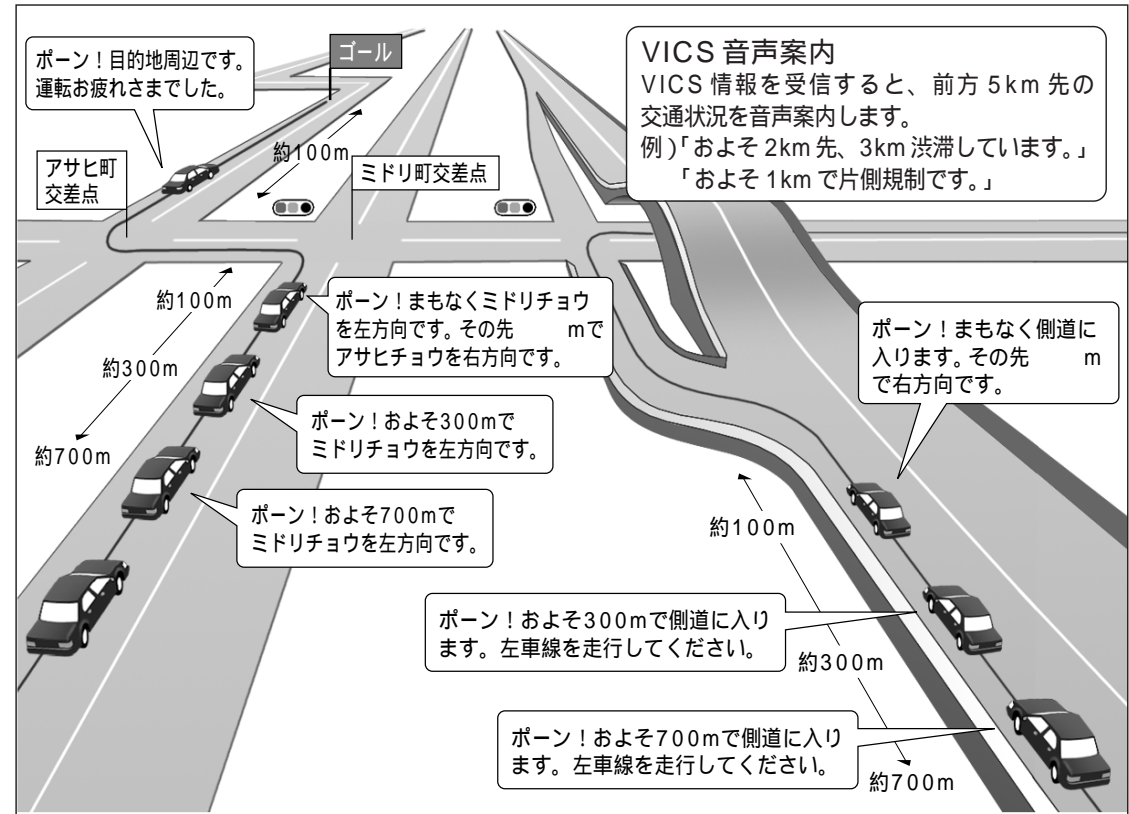 ポーン！目的地周辺です。
運転お疲れさまでした。
ゴール
VICS 音声案内
VICS 情報を受信すると、前方 5km 先の
交通状況を音声案内します。
例)「およそ 2km 先、3km 渋滞しています。」
「およそ 1km で片側規制です。」
アサヒ町
交差点
約100m
ミドリ町交差点
約100m
約300m
約700m
ポーン！まもなくミドリチョウ
を左方向です。その先　　　mで
アサヒチョウを右方向です。
ポーン！およそ300mで
ミドリチョウを左方向です。
ポーン！およそ700mで
ミドリチョウを左方向です。
ポーン！まもなく側道に
入ります。その先　　　m
で右方向です。
約100m
約300m
約700m
ポーン！およそ300mで側道に入り
ます。左車線を走行してください。
ポーン！およそ700mで側道に入り
ます。左車線を走行してください。